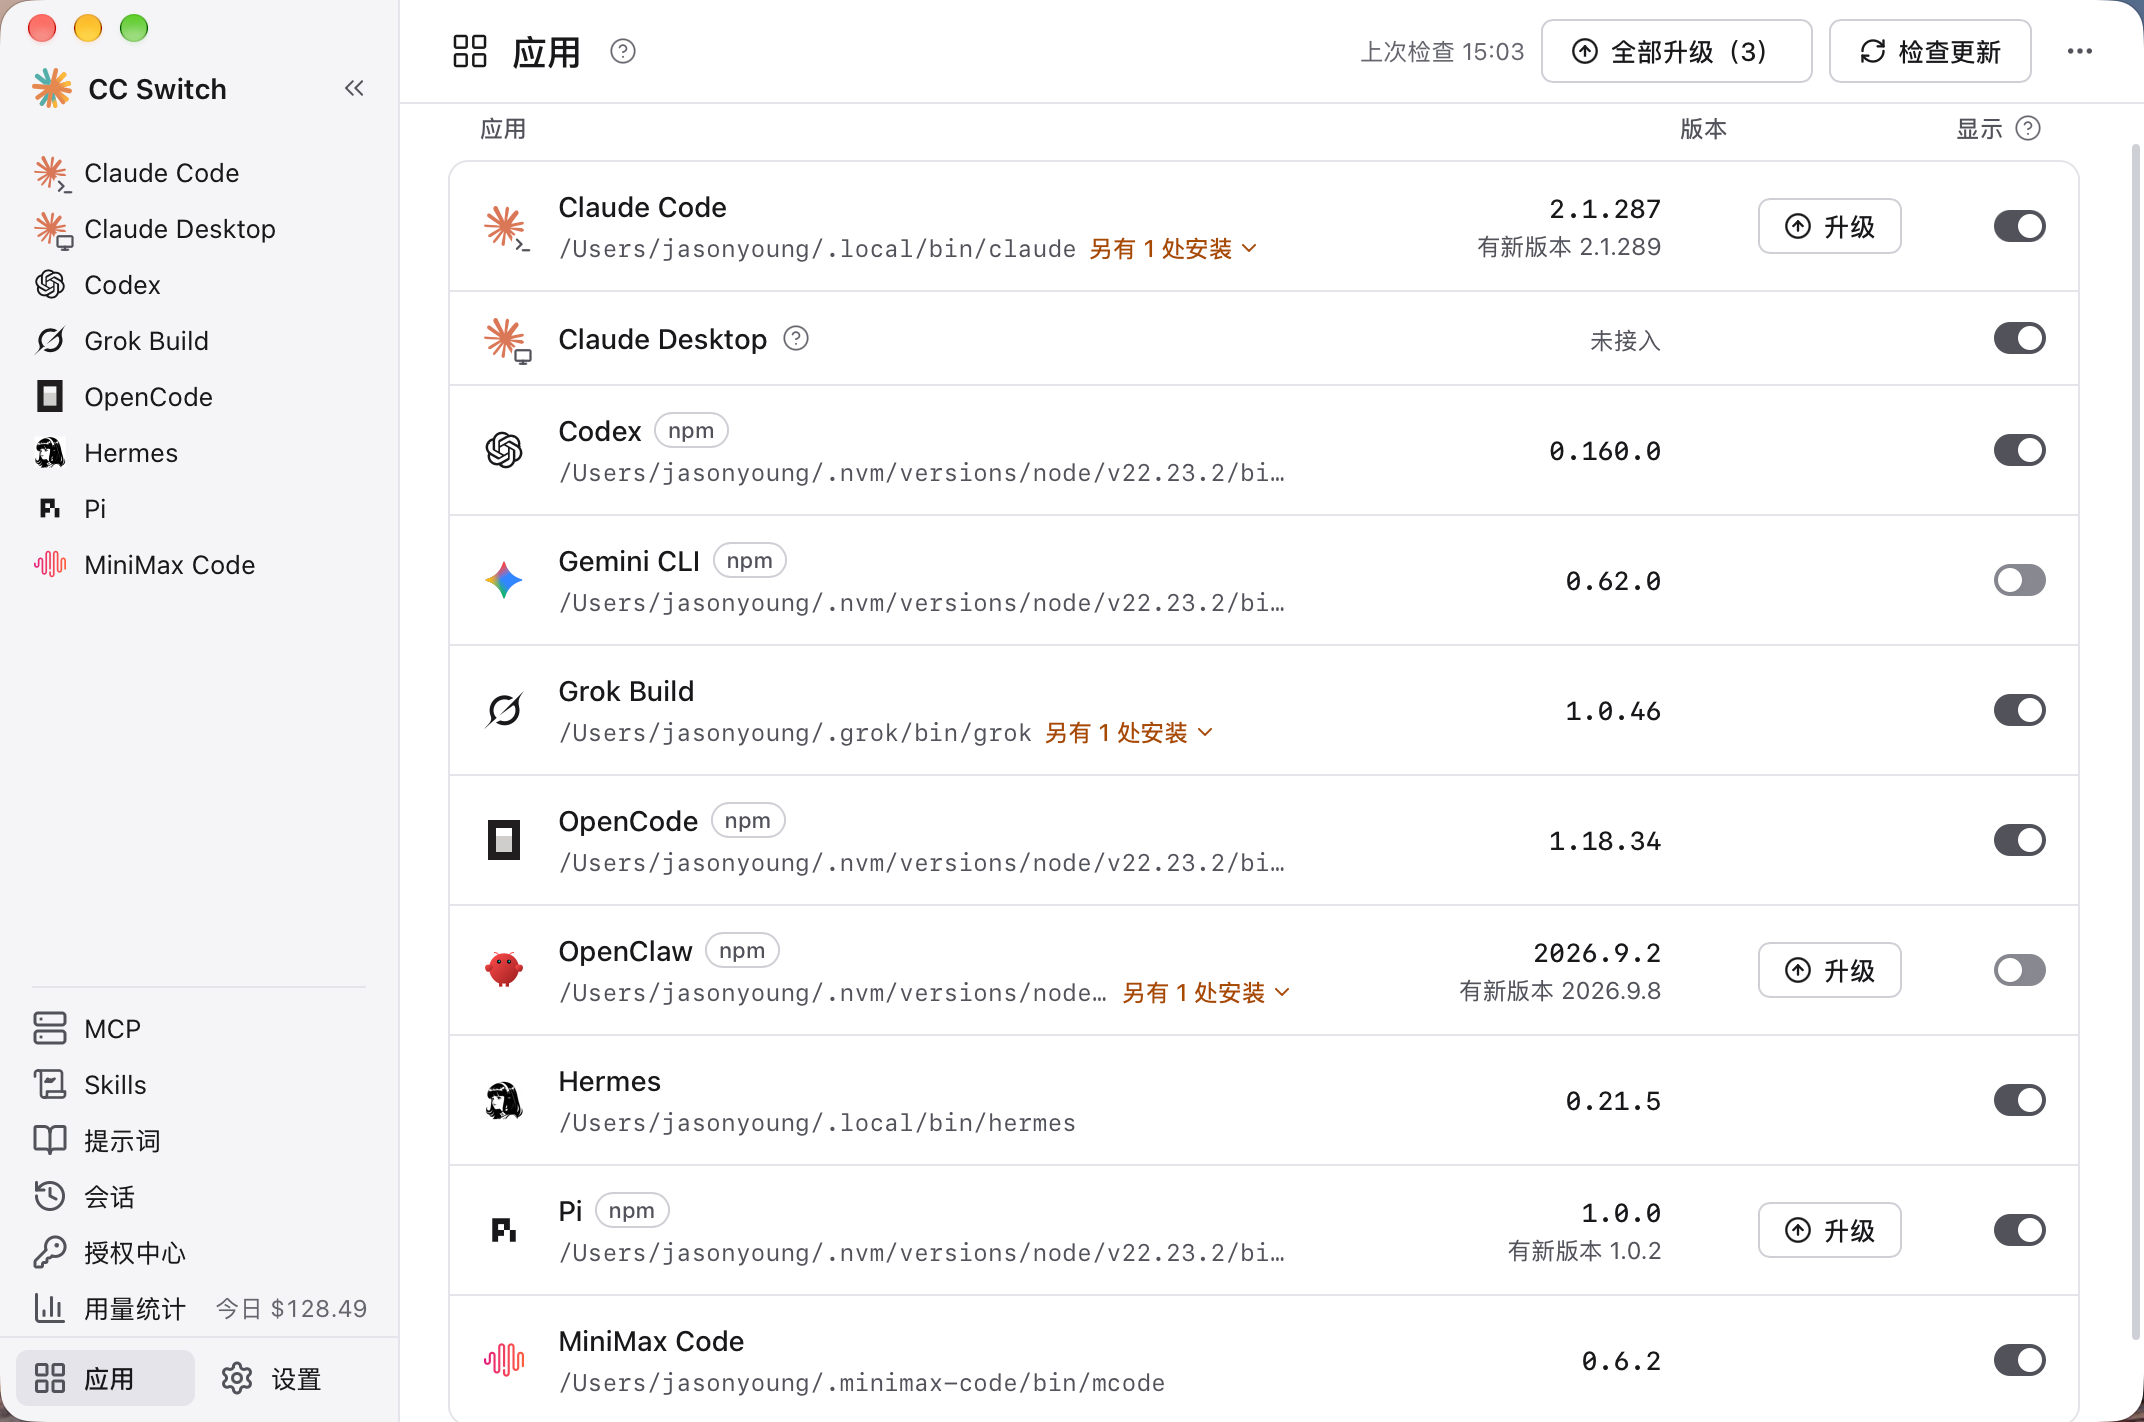 CC Switch
Claude Code
Claude Desktop
Codex
Grok Build
OpenCode
Hermes
Pi
MiniMax Code
MCP
Skills
提示词
会话
授权中心
用量统计 今日 $128.49
应用 设置
应用
上次检查 15:03 全部升级（3） 检查更新
应用 版本 显示
Claude Code
2.1.287
/Users/jasonyoung/.local/bin/claude 另有 1 处安装
有新版本 2.1.289
升级
Claude Desktop
未接入
Codex npm
/Users/jasonyoung/.nvm/versions/node/v22.23.2/bi…
0.160.0
Gemini CLI npm
/Users/jasonyoung/.nvm/versions/node/v22.23.2/bi…
0.62.0
Grok Build
/Users/jasonyoung/.grok/bin/grok 另有 1 处安装
1.0.46
OpenCode npm
/Users/jasonyoung/.nvm/versions/node/v22.23.2/bi…
1.18.34
OpenClaw npm
2026.9.2
/Users/jasonyoung/.nvm/versions/node… 另有 1 处安装
有新版本 2026.9.8
升级
Hermes
/Users/jasonyoung/.local/bin/hermes
0.21.5
Pi npm
1.0.0
/Users/jasonyoung/.nvm/versions/node/v22.23.2/bi…
有新版本 1.0.2
升级
MiniMax Code
/Users/jasonyoung/.minimax-code/bin/mcode
0.6.2